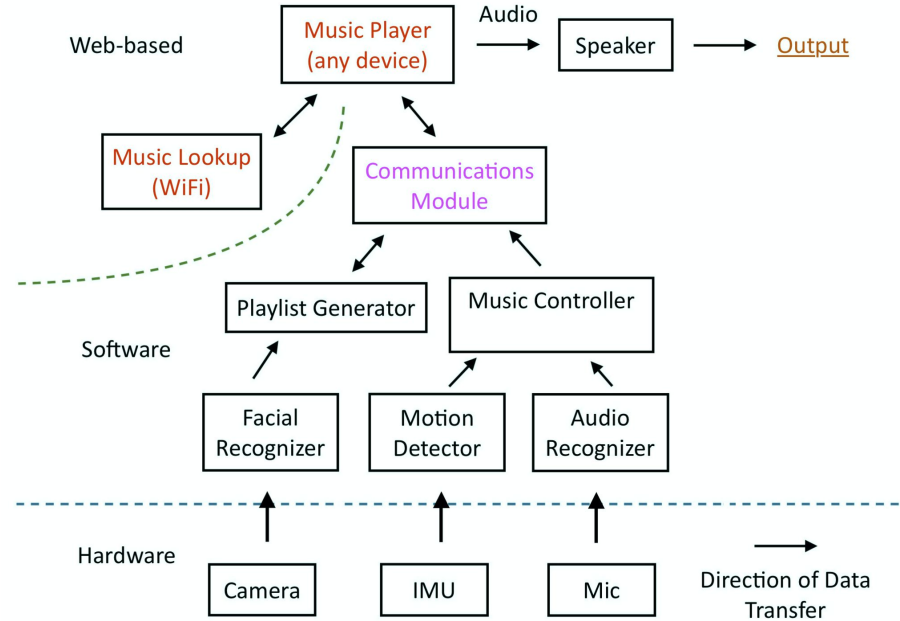 Web-based
Music Player
(any device)
Audio
Speaker
Output
Music Lookup
(WiFi)
Communications
Module
Playlist Generator
Music Controller
Software
Facial
Recognizer
Motion
Detector
Audio
Recognizer
Hardware
Camera
IMU
Mic
Direction of Data
Transfer